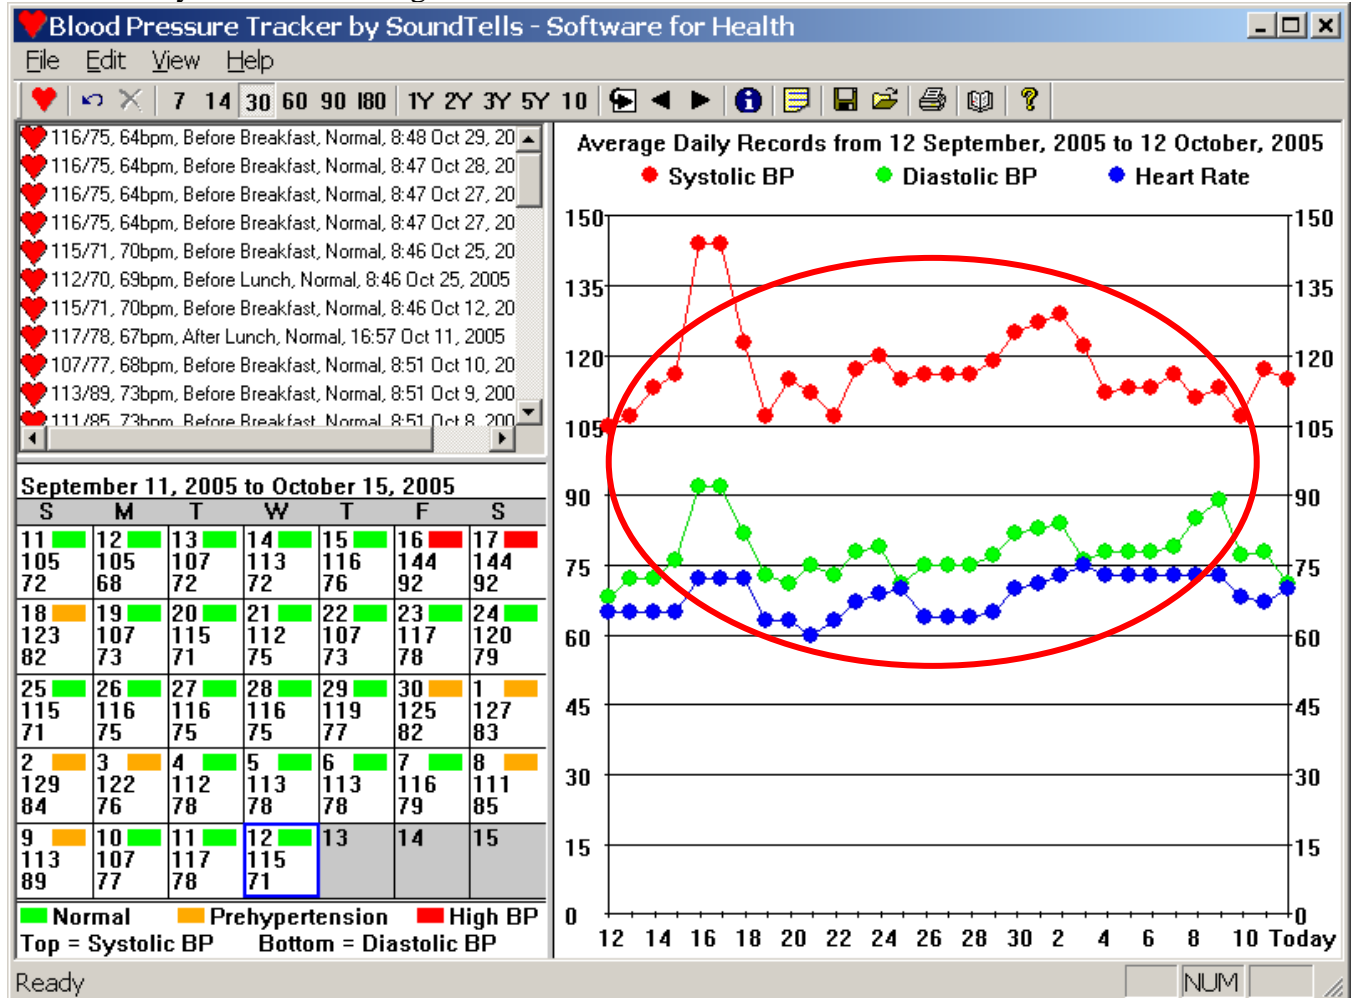 Blood Pressure Tracker by SoundTells - Software for Health
File Edit View Help
7 14 30 60 90 180 1Y 2Y 3Y 5Y 10
116/75, 64bpm, Before Breakfast, Normal, 8:48 Oct 29, 20
116/75, 64bpm, Before Breakfast, Normal, 8:47 Oct 28, 20
116/75, 64bpm, Before Breakfast, Normal, 8:47 Oct 27, 20
116/75, 64bpm, Before Breakfast, Normal, 8:47 Oct 27, 20
115/71, 70bpm, Before Breakfast, Normal, 8:46 Oct 25, 20
112/70, 69bpm, Before Lunch, Normal, 8:46 Oct 25, 2005
115/71, 70bpm, Before Breakfast, Normal, 8:46 Oct 12, 20
117/78, 67bpm, After Lunch, Normal, 16:57 Oct 11, 2005
107/77, 68bpm, Before Breakfast, Normal, 8:51 Oct 10, 20
113/89, 73bpm, Before Breakfast, Normal, 8:51 Oct 9, 200
111/85, 73bpm, Before Breakfast, Normal, 8:51 Oct 8, 200
September 11, 2005 to October 15, 2005
S M T W T F S
11 12 13 14 15 16 17
105 105 107 113 116 144 144
72 68 72 72 76 92 92
18 19 20 21 22 23 24
123 107 115 112 107 117 120
82 73 71 75 73 78 79
25 26 27 28 29 30 1
115 116 116 116 119 125 127
71 75 75 75 77 82 83
2 3 4 5 6 7 8
129 122 112 113 113 116 111
84 76 78 78 78 79 85
9 10 11 12 13 14 15
113 107 117 115
89 77 78 71
Normal Prehypertension High BP
Top = Systolic BP Bottom = Diastolic BP
Average Daily Records from 12 September, 2005 to 12 October, 2005
Systolic BP Diastolic BP Heart Rate
150 150
135 135
120 120
105 105
90 90
75 75
60 60
45 45
30 30
15 15
0 0
12 14 16 18 20 22 24 26 28 30 2 4 6 8 10 Today
Ready NUM